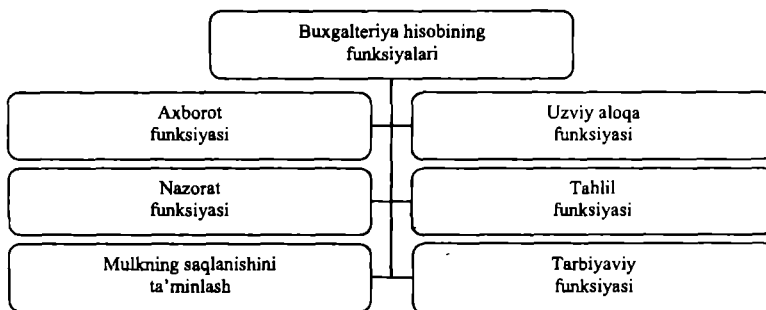 Buxgalteriya hisobining
funksiyalari
Axborot
funksiyasi
Uzviy aloqa
funksiyasi
Nazorat
funksiyasi
Tahlil
funksiyasi
Mulkning saqlanishini
ta’minlash
Tarbiyaviy
funksiyasi